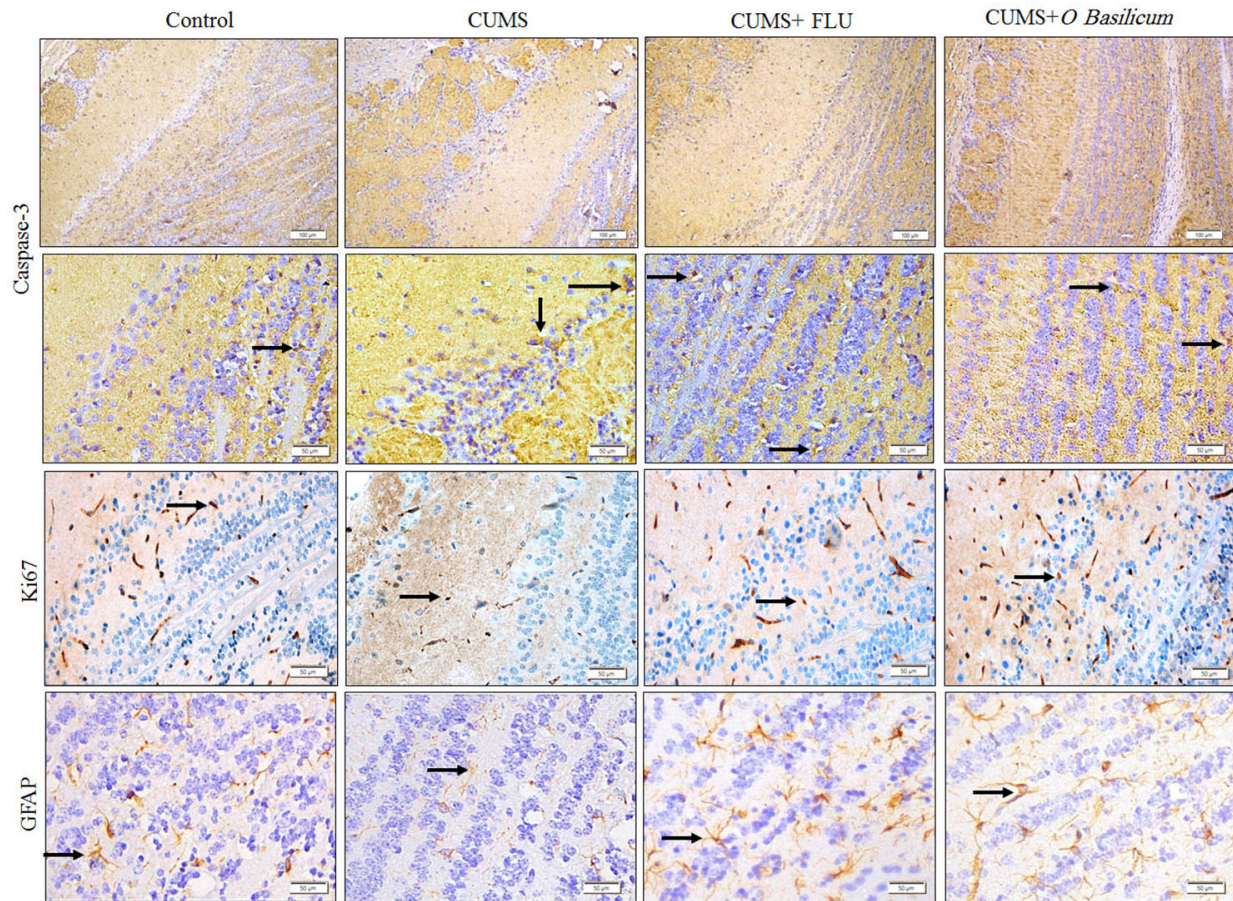 Control CUMS CUMS+ FLU CUMS+O Basilicum
Caspase-3
100 µm 100 µm 100 µm 100 µm
50 µm 50 µm 50 µm 50 µm
Ki67
50 µm 50 µm 50 µm 50 µm
GFAP
50 µm 50 µm 50 µm 50 µm